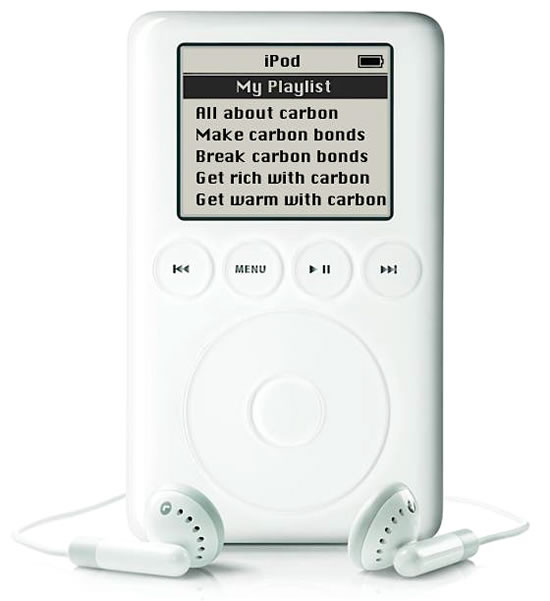 iPod
My Playlist
All about carbon
Make carbon bonds
Break carbon bonds
Get rich with carbon
Get warm with carbon
MENU